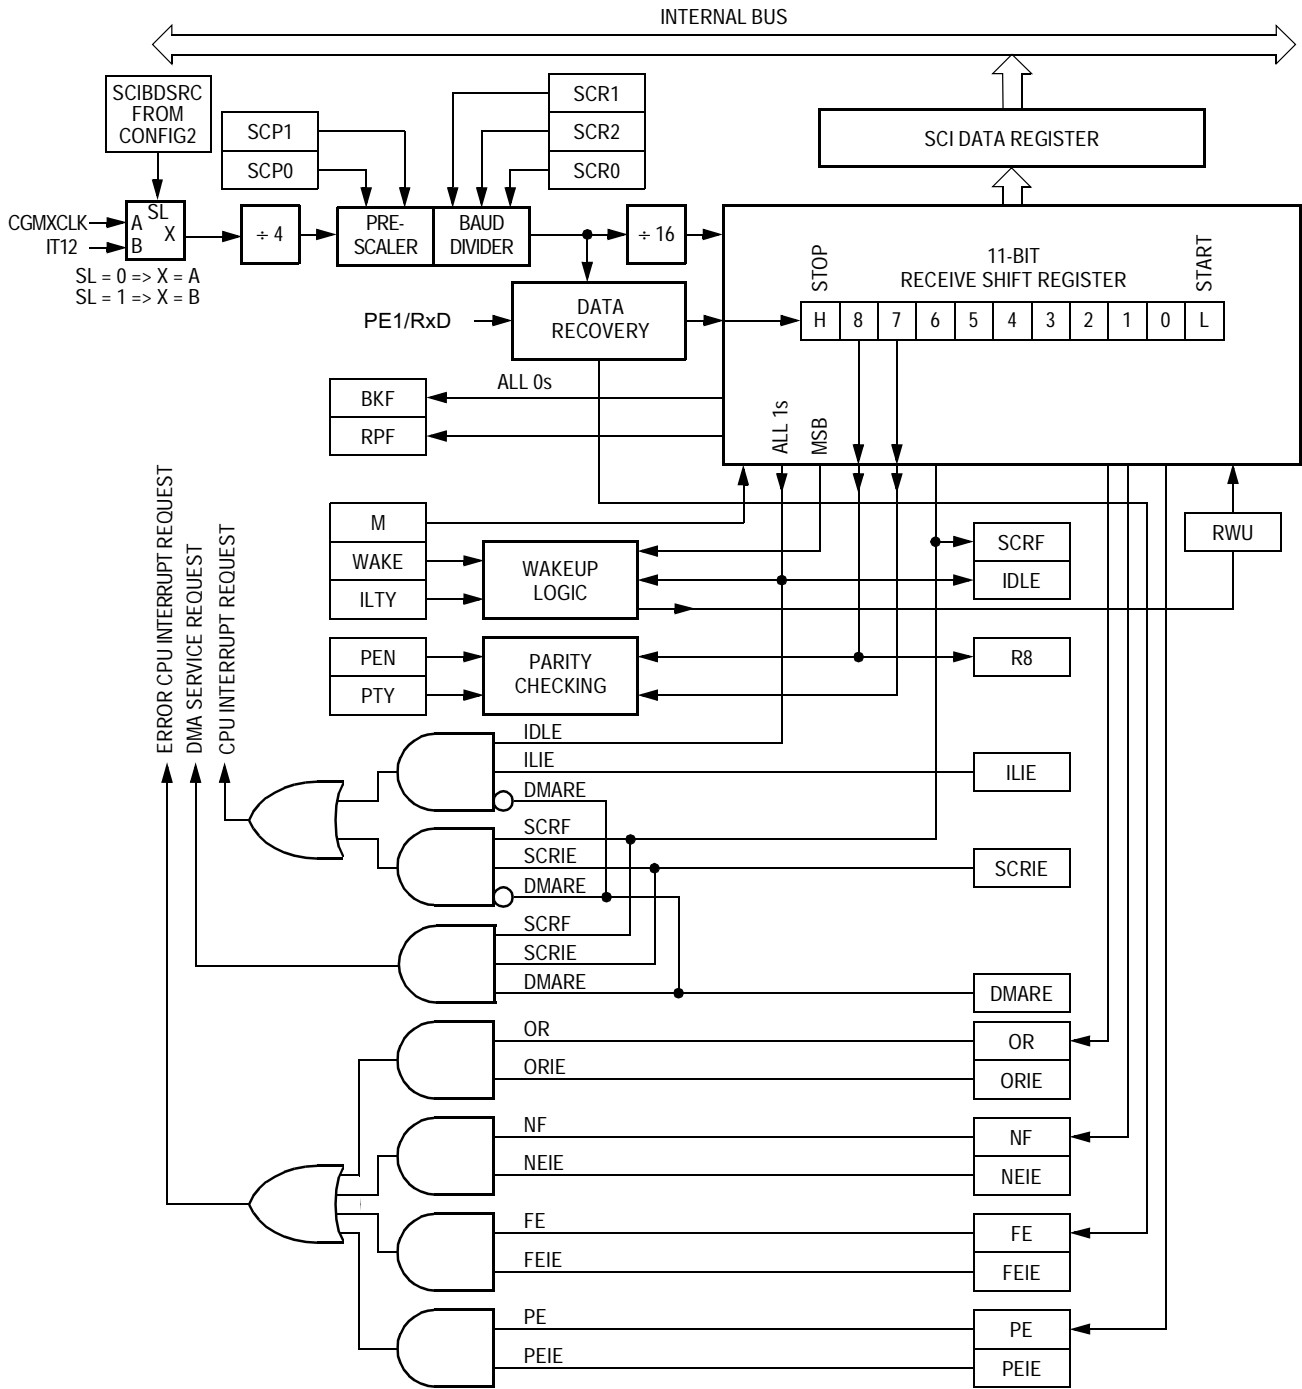 INTERNAL BUS
SCIBDSRC
FROM
CONFIG2
SCP1
SCP0
SCR1
SCR2
SCR0
SCI DATA REGISTER
CGMXCLK
IT12
A
B
SL
X
SL = 0 => X = A
SL = 1 => X = B
÷ 4
PRE-
SCALER
BAUD
DIVIDER
÷ 16
STOP
11-BIT
RECEIVE SHIFT REGISTER
START
H 8 7 6 5 4 3 2 1 0 L
PE1/RxD
DATA
RECOVERY
ALL 0s
BKF
RPF
ALL 1s
MSB
M
WAKE
ILTY
WAKEUP
LOGIC
SCRF
IDLE
RWU
PEN
PTY
PARITY
CHECKING
R8
ERROR CPU INTERRUPT REQUEST
DMA SERVICE REQUEST
CPU INTERRUPT REQUEST
IDLE
ILIE
DMARE
ILIE
SCRF
SCRIE
DMARE
SCRIE
SCRF
SCRIE
DMARE
DMARE
OR
ORIE
OR
ORIE
NF
NEIE
NF
NEIE
FE
FEIE
FE
FEIE
PE
PEIE
PE
PEIE